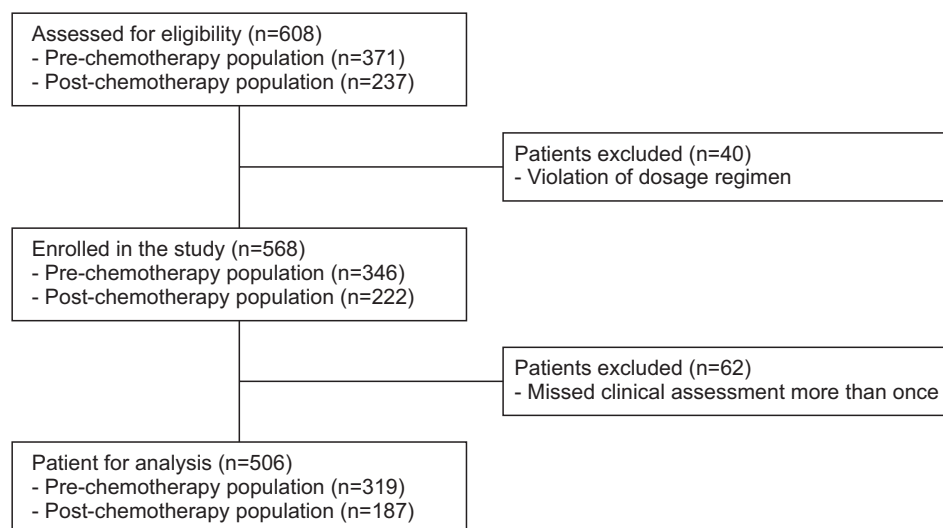 Assessed for eligibility (n=608)
- Pre-chemotherapy population (n=371)
- Post-chemotherapy population (n=237)
Patients excluded (n=40)
- Violation of dosage regimen
Enrolled in the study (n=568)
- Pre-chemotherapy population (n=346)
- Post-chemotherapy population (n=222)
Patients excluded (n=62)
- Missed clinical assessment more than once
Patient for analysis (n=506)
- Pre-chemotherapy population (n=319)
- Post-chemotherapy population (n=187)